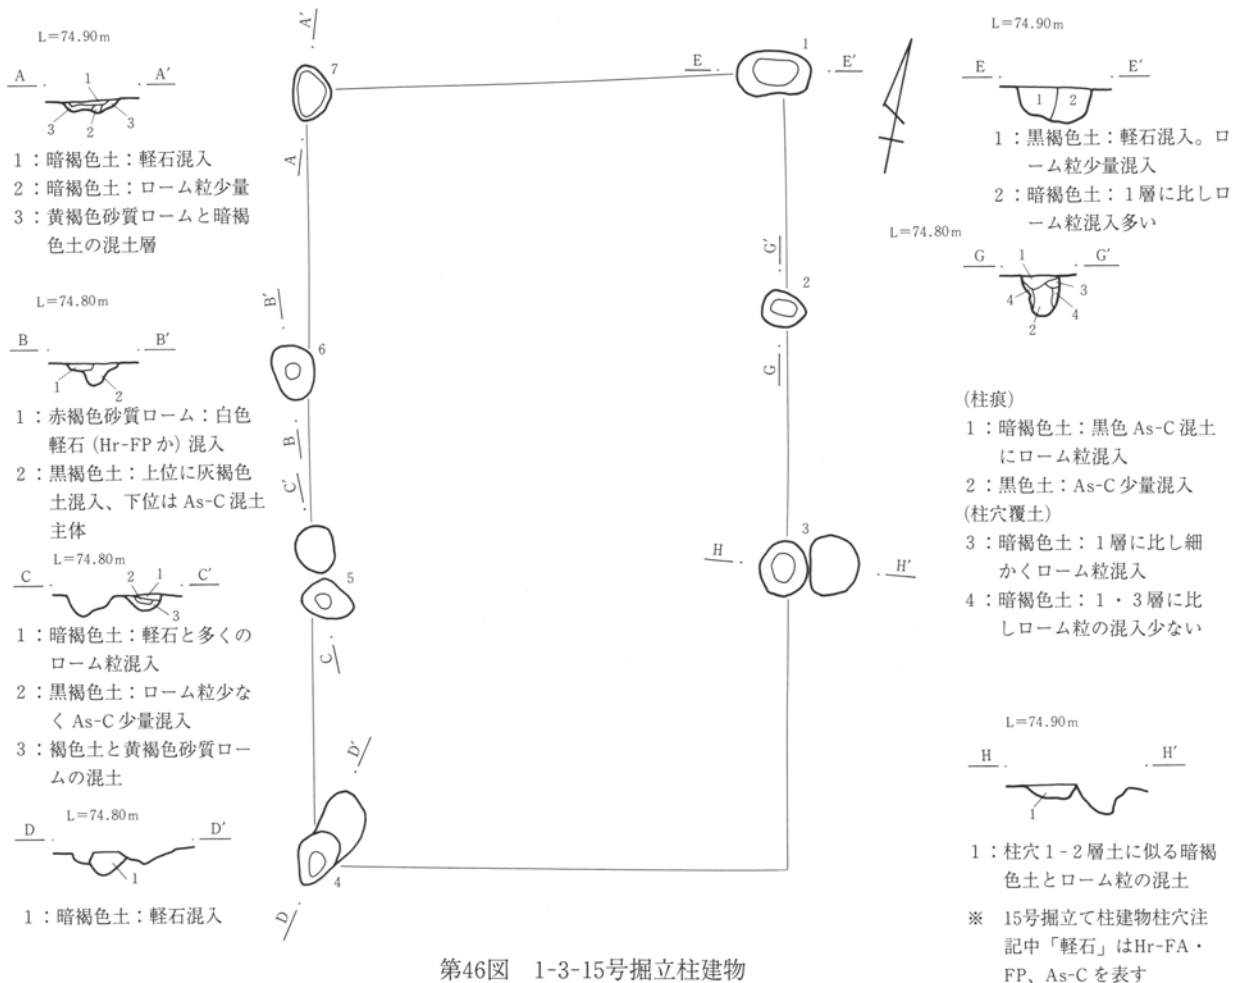 L=74.90m
A
A′
1
3
2
3
1：暗褐色土：軽石混入
2：暗褐色土：ローム粒少量
3：黄褐色砂質ロームと暗褐
色土の混土層
L=74.80m
B
B′
1
2
1：赤褐色砂質ローム：白色
軽石 (Hr-FP か) 混入
2：黒褐色土：上位に灰褐色
土混入、下位は As-C 混土
主体
L=74.80m
C
C′
2
1
3
1：暗褐色土：軽石と多くの
ローム粒混入
2：黒褐色土：ローム粒少な
く As-C 少量混入
3：褐色土と黄褐色砂質ロー
ムの混土
L=74.80m
D
D′
1
1：暗褐色土：軽石混入
A′
7
A
B′
6
B
C′
5
C
D′
4
D
E
1
E′
G′
2
G
H
3
H′
L=74.90m
E
E′
1
2
1：黒褐色土：軽石混入。ロ
ーム粒少量混入
2：暗褐色土：1層に比しロ
ーム粒混入多い
L=74.80m
G
G′
1
3
4
4
2
(柱痕)
1：暗褐色土：黒色 As-C 混土
にローム粒混入
2：黒色土：As-C 少量混入
(柱穴覆土)
3：暗褐色土：1層に比し細
かくローム粒混入
4：暗褐色土：1・3層に比
しローム粒の混入少ない
L=74.90m
H
H′
1
1：柱穴1-2層土に似る暗褐
色土とローム粒の混土
※ 15号掘立て柱建物柱穴注
記中「軽石」はHr-FA・
FP、As-C を表す
第46図 1-3-15号掘立柱建物